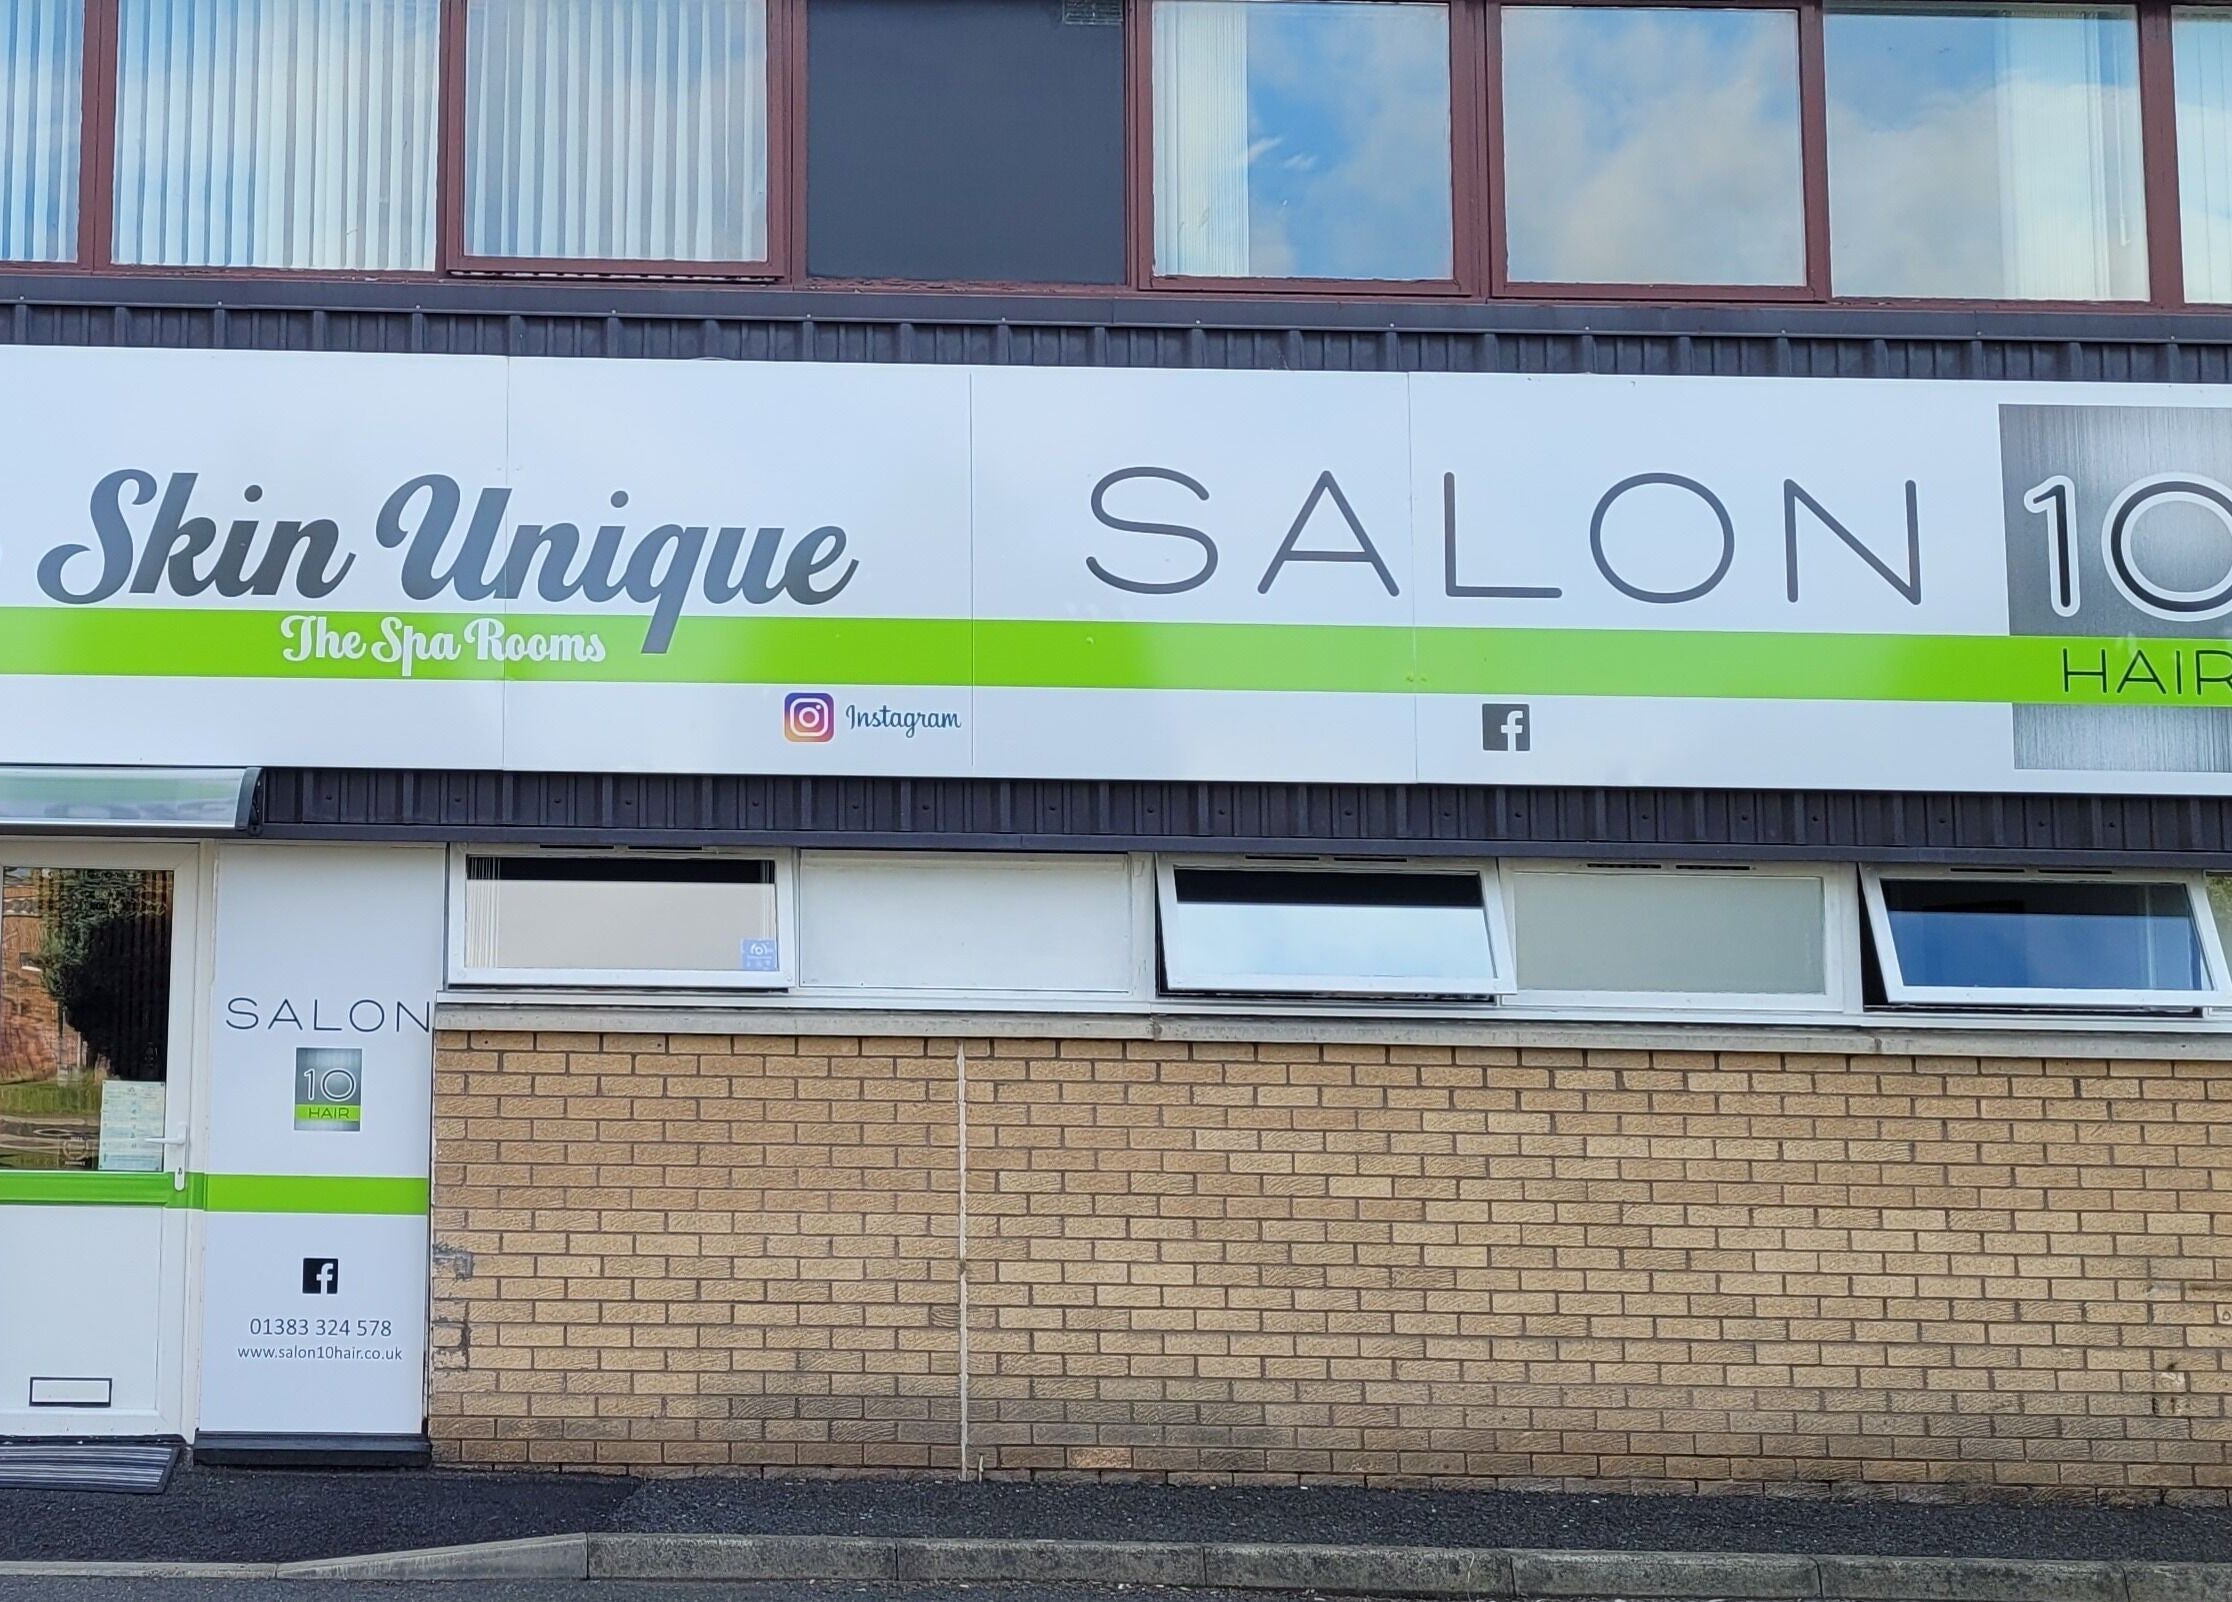 Skin Unique
The Spa Rooms
Instagram
SALON 10
HAIR
SALON
10
HAIR
01383 324 578
www.salon10hair.co.uk